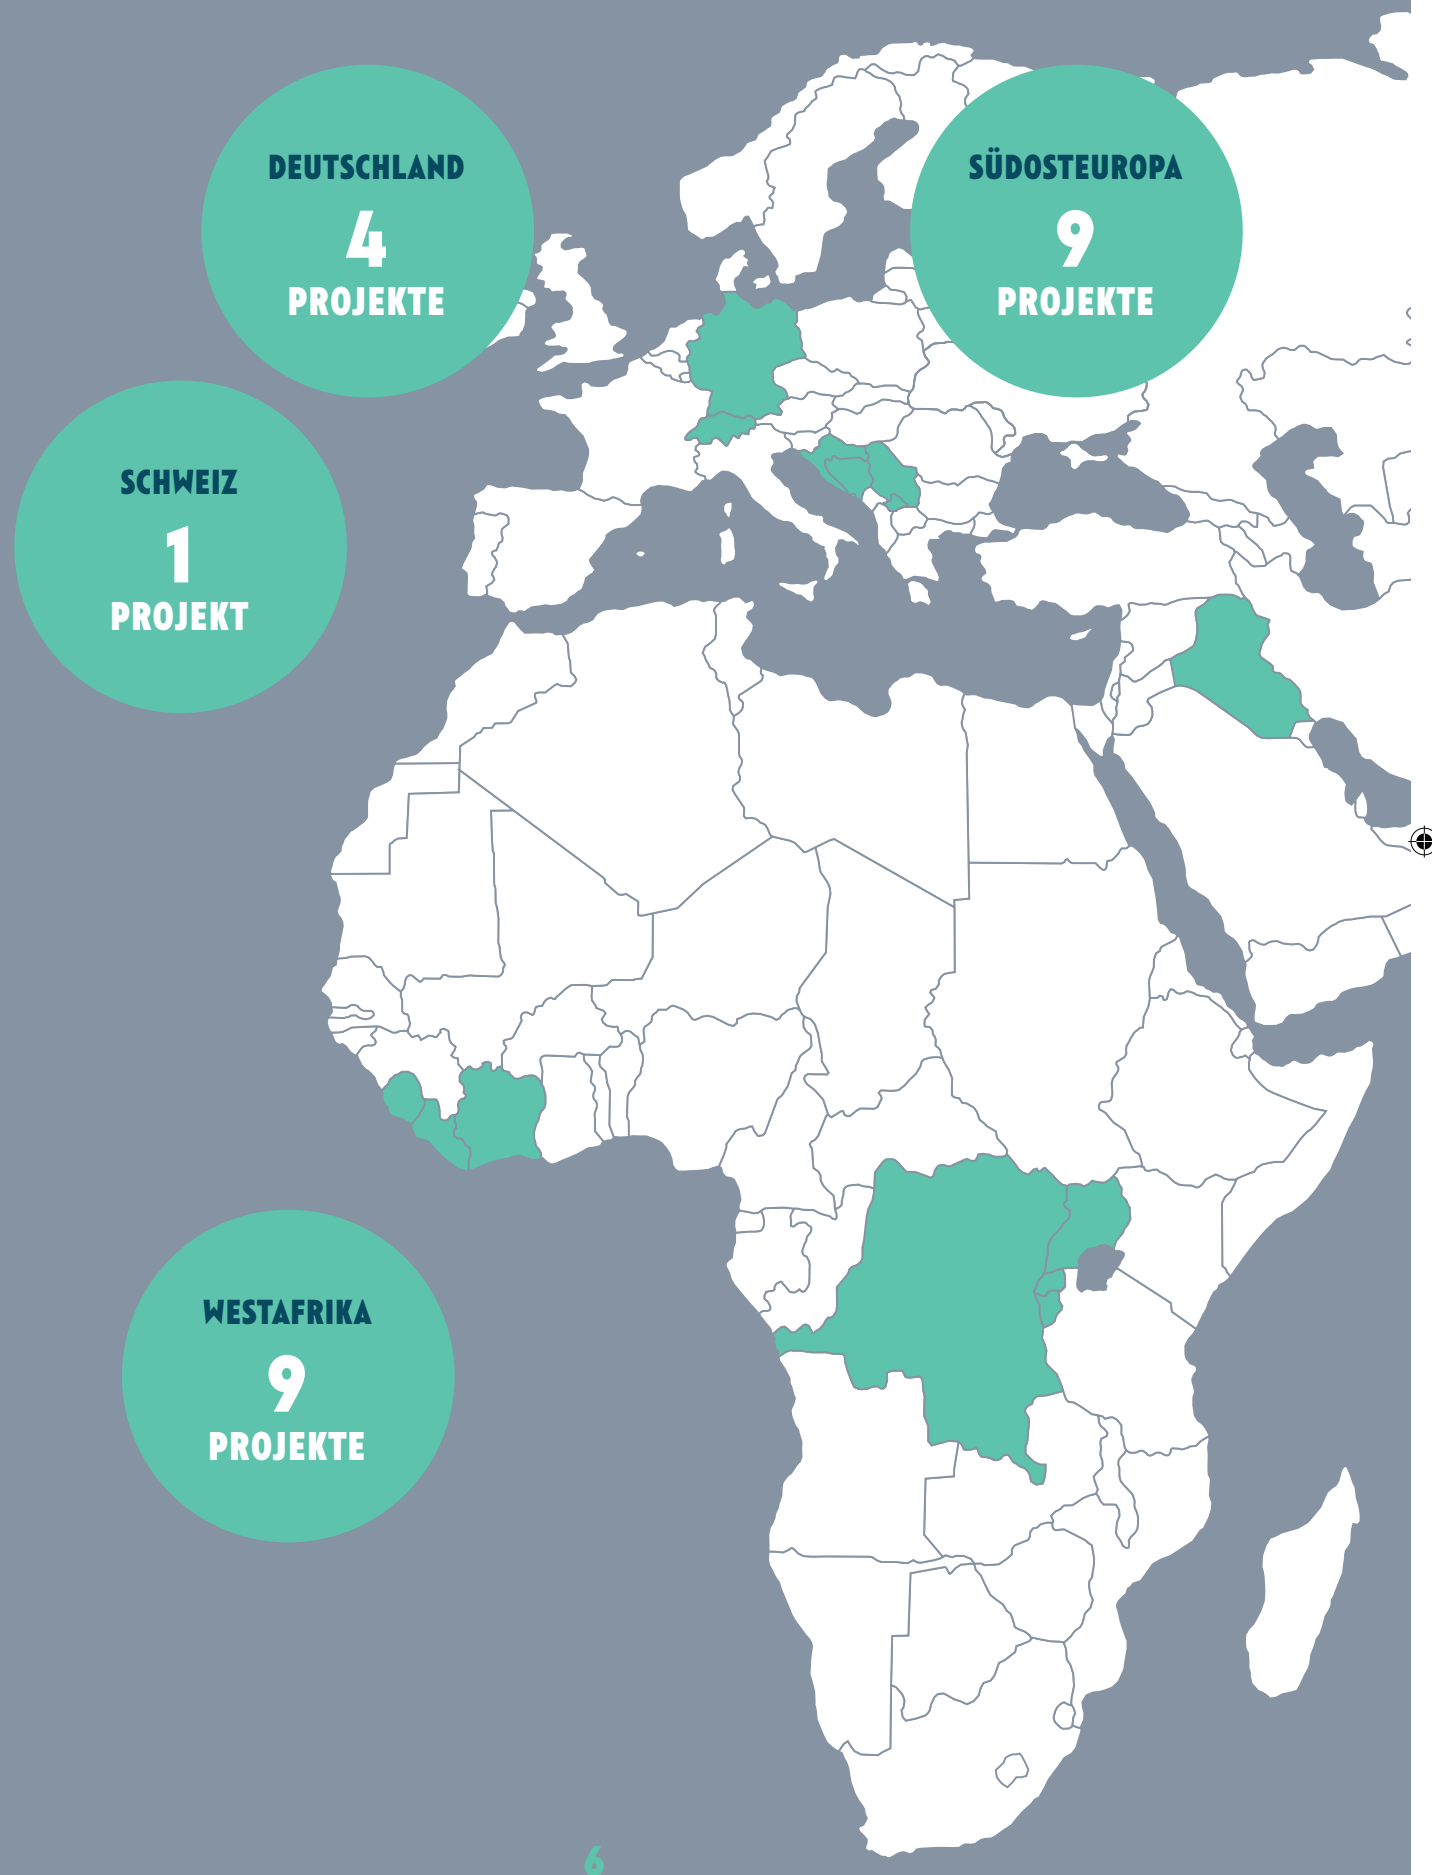 DEUTSCHLAND
4
PROJEKTE
SÜDOSTEUROPA
9
PROJEKTE
SCHWEIZ
1
PROJEKT
WESTAFRIKA
9
PROJEKTE
6